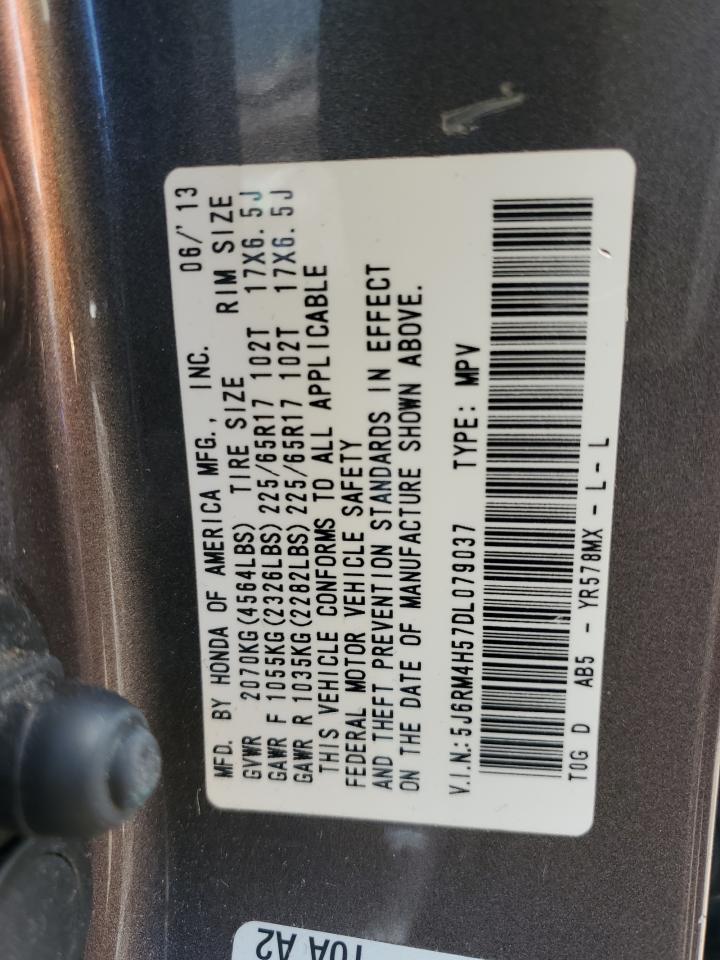 MFD. BY HONDA OF AMERICA MFG., INC. 06/'13
GVWR 2070KG(4564LBS) TIRE SIZE RIM SIZE
GAWR F 1055KG(2326LBS) 225/65R17 102T 17X6.5J
GAWR R 1035KG(2282LBS) 225/65R17 102T 17X6.5J
THIS VEHICLE CONFORMS TO ALL APPLICABLE
FEDERAL MOTOR VEHICLE SAFETY
AND THEFT PREVENTION STANDARDS IN EFFECT
ON THE DATE OF MANUFACTURE SHOWN ABOVE.
V.I.N.:5J6RM4H57DL079037 TYPE: MPV
T0G D AB5 - YR578MX - L- L
T0A A2